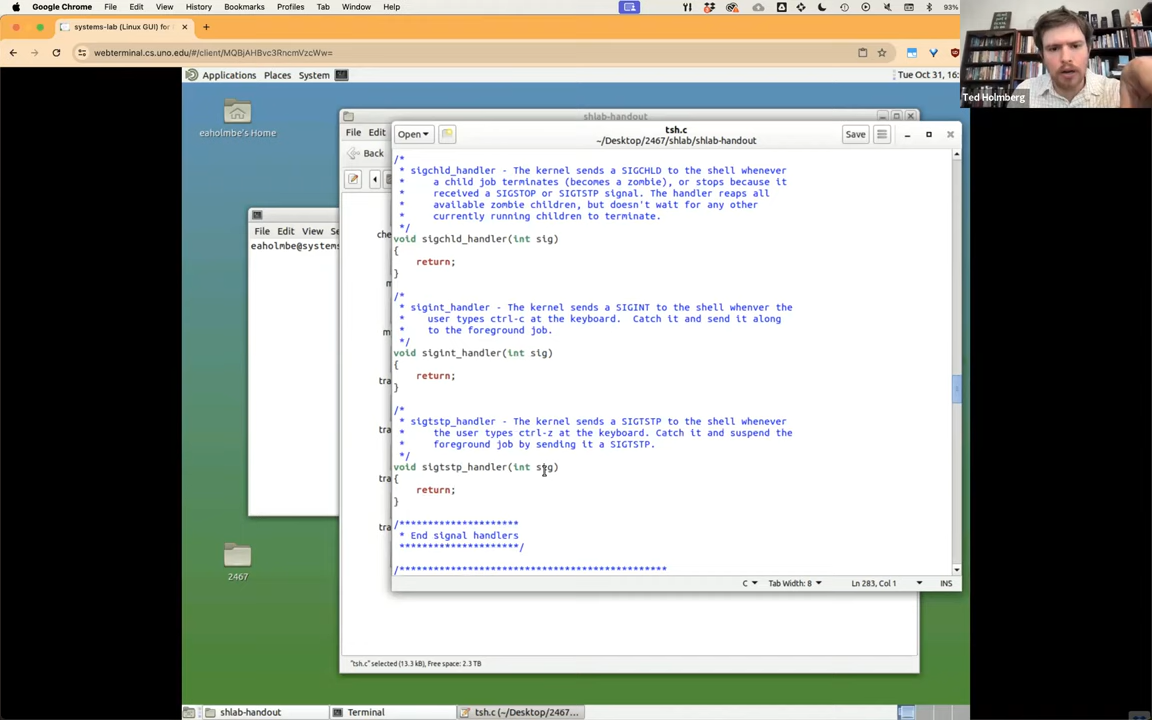 Google Chrome File Edit View History Bookmarks Profiles Tab Window Help 93%
systems-lab (Linux GUI) for
webterminal.cs.uno.edu/#/client/MQBjAHBvc3RncmVzcWw=
Ted Holmberg
Applications Places System
Tue Oct 31, 16:
eaholmbe's Home
shlab-handout
File Edit
Back
Open
tsh.c
~/Desktop/2467/shlab/shlab-handout
Save
File Edit View Se
eaholmbe@systems
che
m
m
tra
tra
tra
tra
/*
* sigchld_handler - The kernel sends a SIGCHLD to the shell whenever
* a child job terminates (becomes a zombie), or stops because it
* received a SIGSTOP or SIGTSTP signal. The handler reaps all
* available zombie children, but doesn't wait for any other
* currently running children to terminate.
*/
void sigchld_handler(int sig)
{
return;
}
/*
* sigint_handler - The kernel sends a SIGINT to the shell whenver the
* user types ctrl-c at the keyboard. Catch it and send it along
* to the foreground job.
*/
void sigint_handler(int sig)
{
return;
}
/*
* sigtstp_handler - The kernel sends a SIGTSTP to the shell whenever
* the user types ctrl-z at the keyboard. Catch it and suspend the
* foreground job by sending it a SIGTSTP.
*/
void sigtstp_handler(int sig)
{
return;
}
/*********************
* End signal handlers
*********************/
/***********************************************
C Tab Width: 8 Ln 283, Col 1 INS
2467
"tsh.c" selected (13.3 kB), Free space: 2.3 TB
shlab-handout
Terminal
tsh.c (~/Desktop/2467...